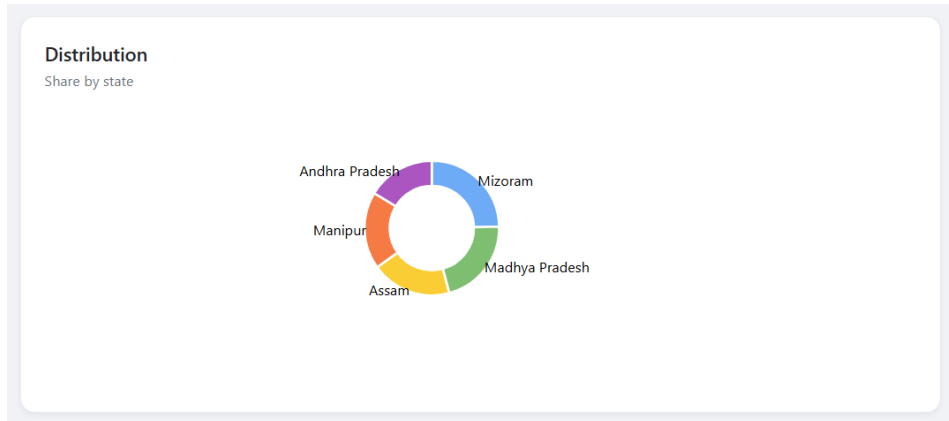 Distribution
Share by state
Andhra Pradesh
Mizoram
Manipur
Madhya Pradesh
Assam